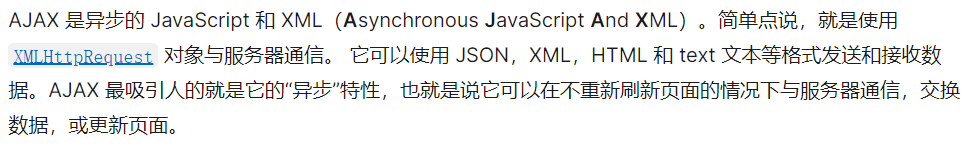 AJAX 是异步的 JavaScript 和 XML（Asynchronous JavaScript And XML）。简单点说，就是使用
XMLHttpRequest 对象与服务器通信。 它可以使用 JSON，XML，HTML 和 text 文本等格式发送和接收数
据。AJAX 最吸引人的就是它的“异步”特性，也就是说它可以在不重新刷新页面的情况下与服务器通信，交换
数据，或更新页面。